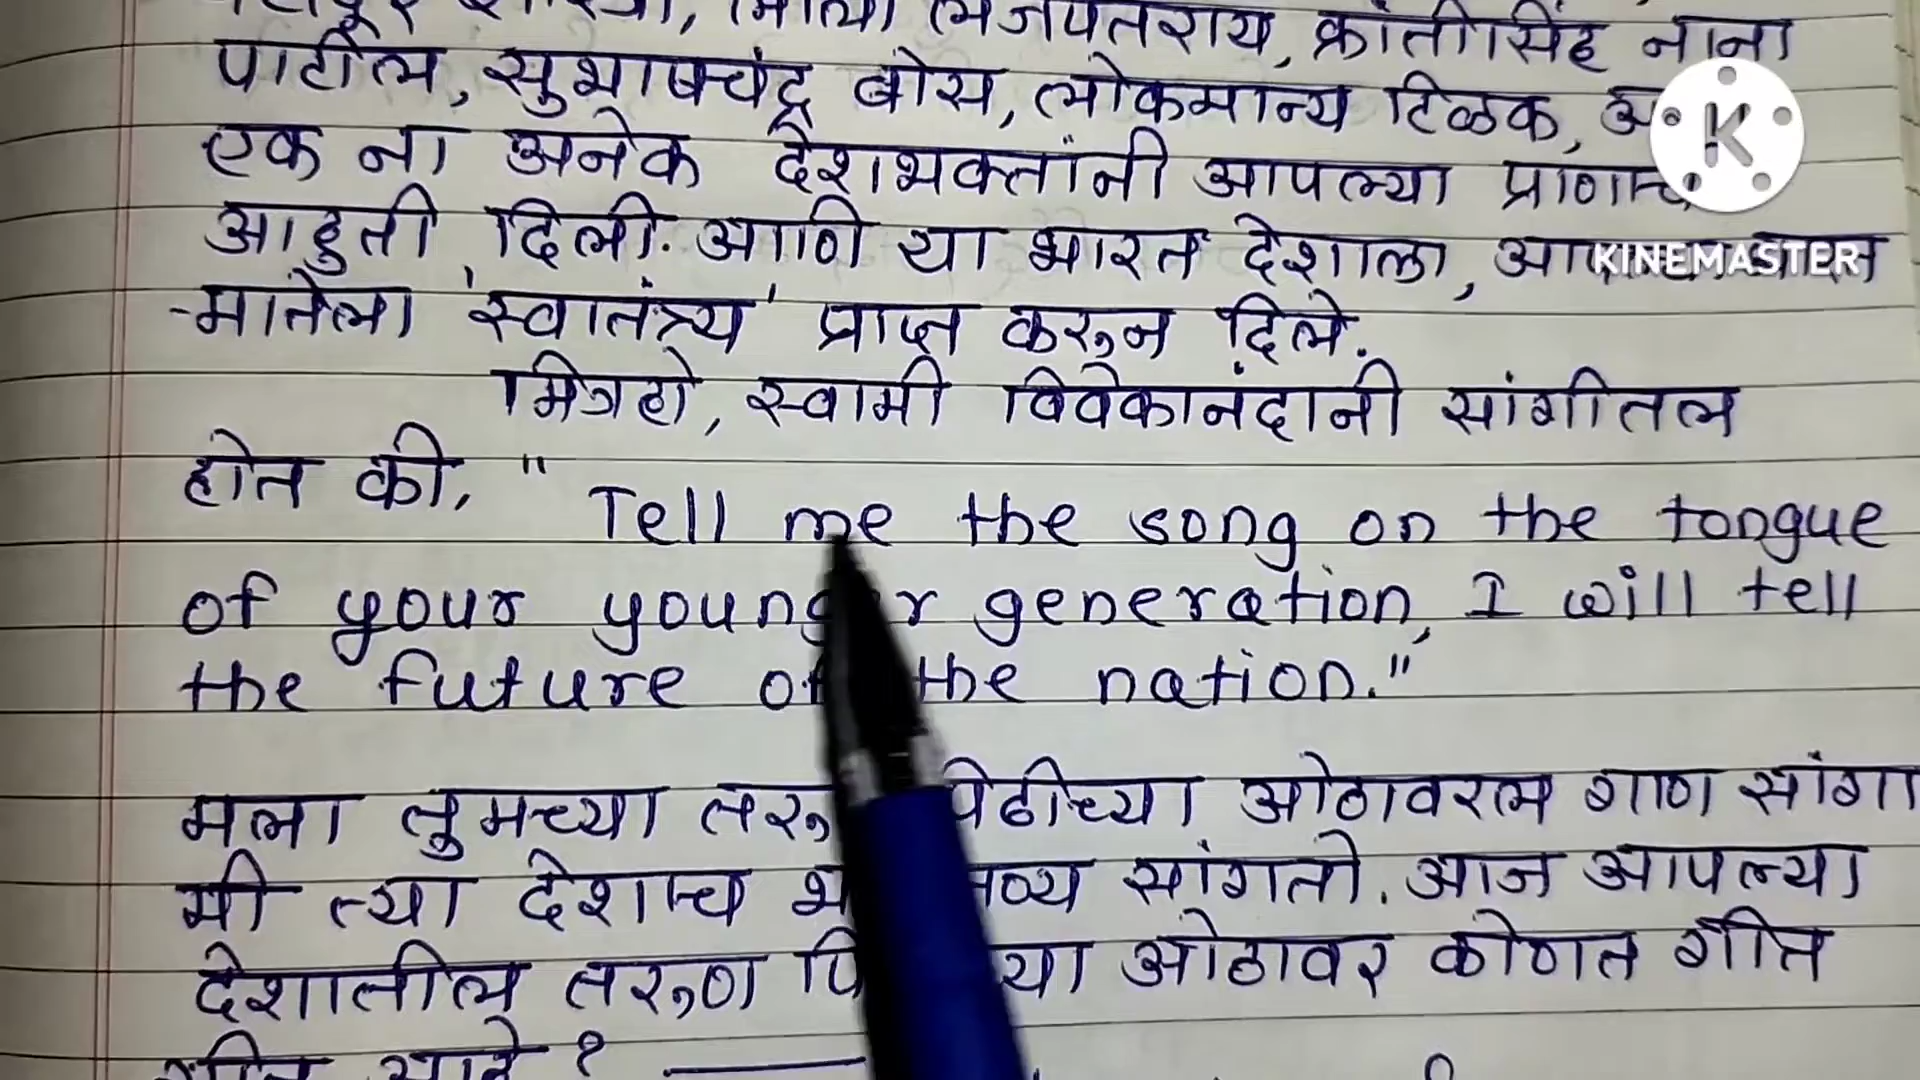 लजपतराय, क्रांतीसिंह नाना
पाटील, सुभाषचंद्र बोस, लोकमान्य टिळक,
एक ना अनेक देशभक्तांनी आपल्या
आहुती दिली. आणि या भारत देशाला,
-मातेला 'स्वातंत्र्य' प्राप्त करून दिले.
मित्रहो, स्वामी विवेकानंदांनी सांगीतल
होत की, "Tell me the song on the tongue
of your younger generation, I will tell
the future of the nation."
मला तुमच्या ओठावरल गाण सांगा
मी त्या देशाच सांगतो. आज आपल्या
देशातील तरूण ओठावर कोणत गीत
K
KINEMASTER